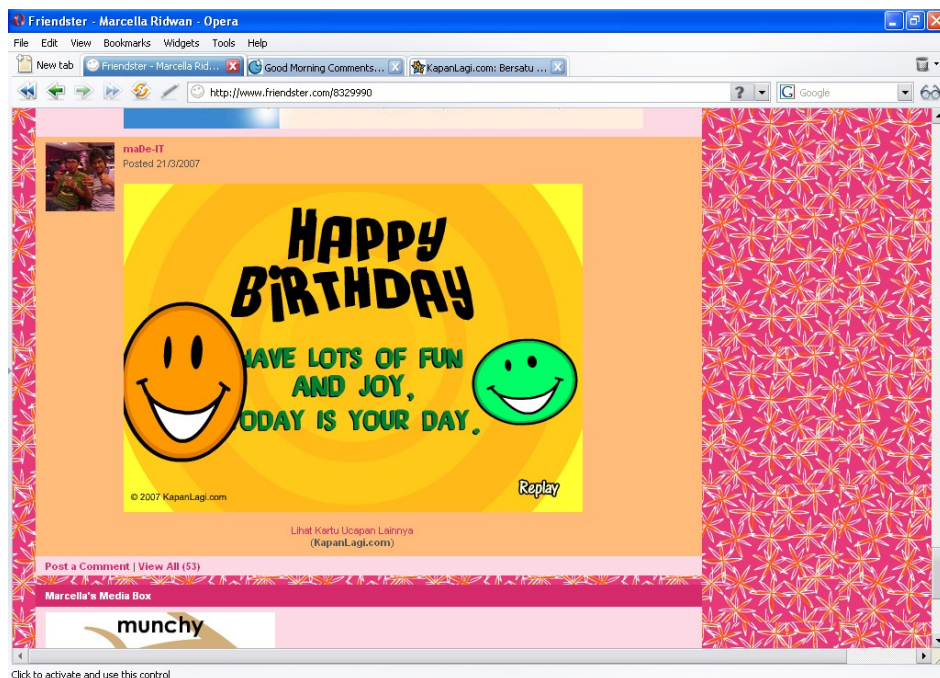 Friendster - Marcella Ridwan - Opera
File Edit View Bookmarks Widgets Tools Help
New tab Friendster - Marcella Rid... Good Morning Comments... KapanLagi.com: Bersatu ...
http://www.friendster.com/8329990 ? G Google
maDe-IT
Posted 21/3/2007
HAPPY
BIRTHDAY
HAVE LOTS OF FUN
AND JOY,
ODAY IS YOUR DAY.
© 2007 KapanLagi.com
Replay
Lihat Kartu Ucapan Lainnya
(KapanLagi.com)
Post a Comment | View All (53)
Marcella's Media Box
munchy
Click to activate and use this control